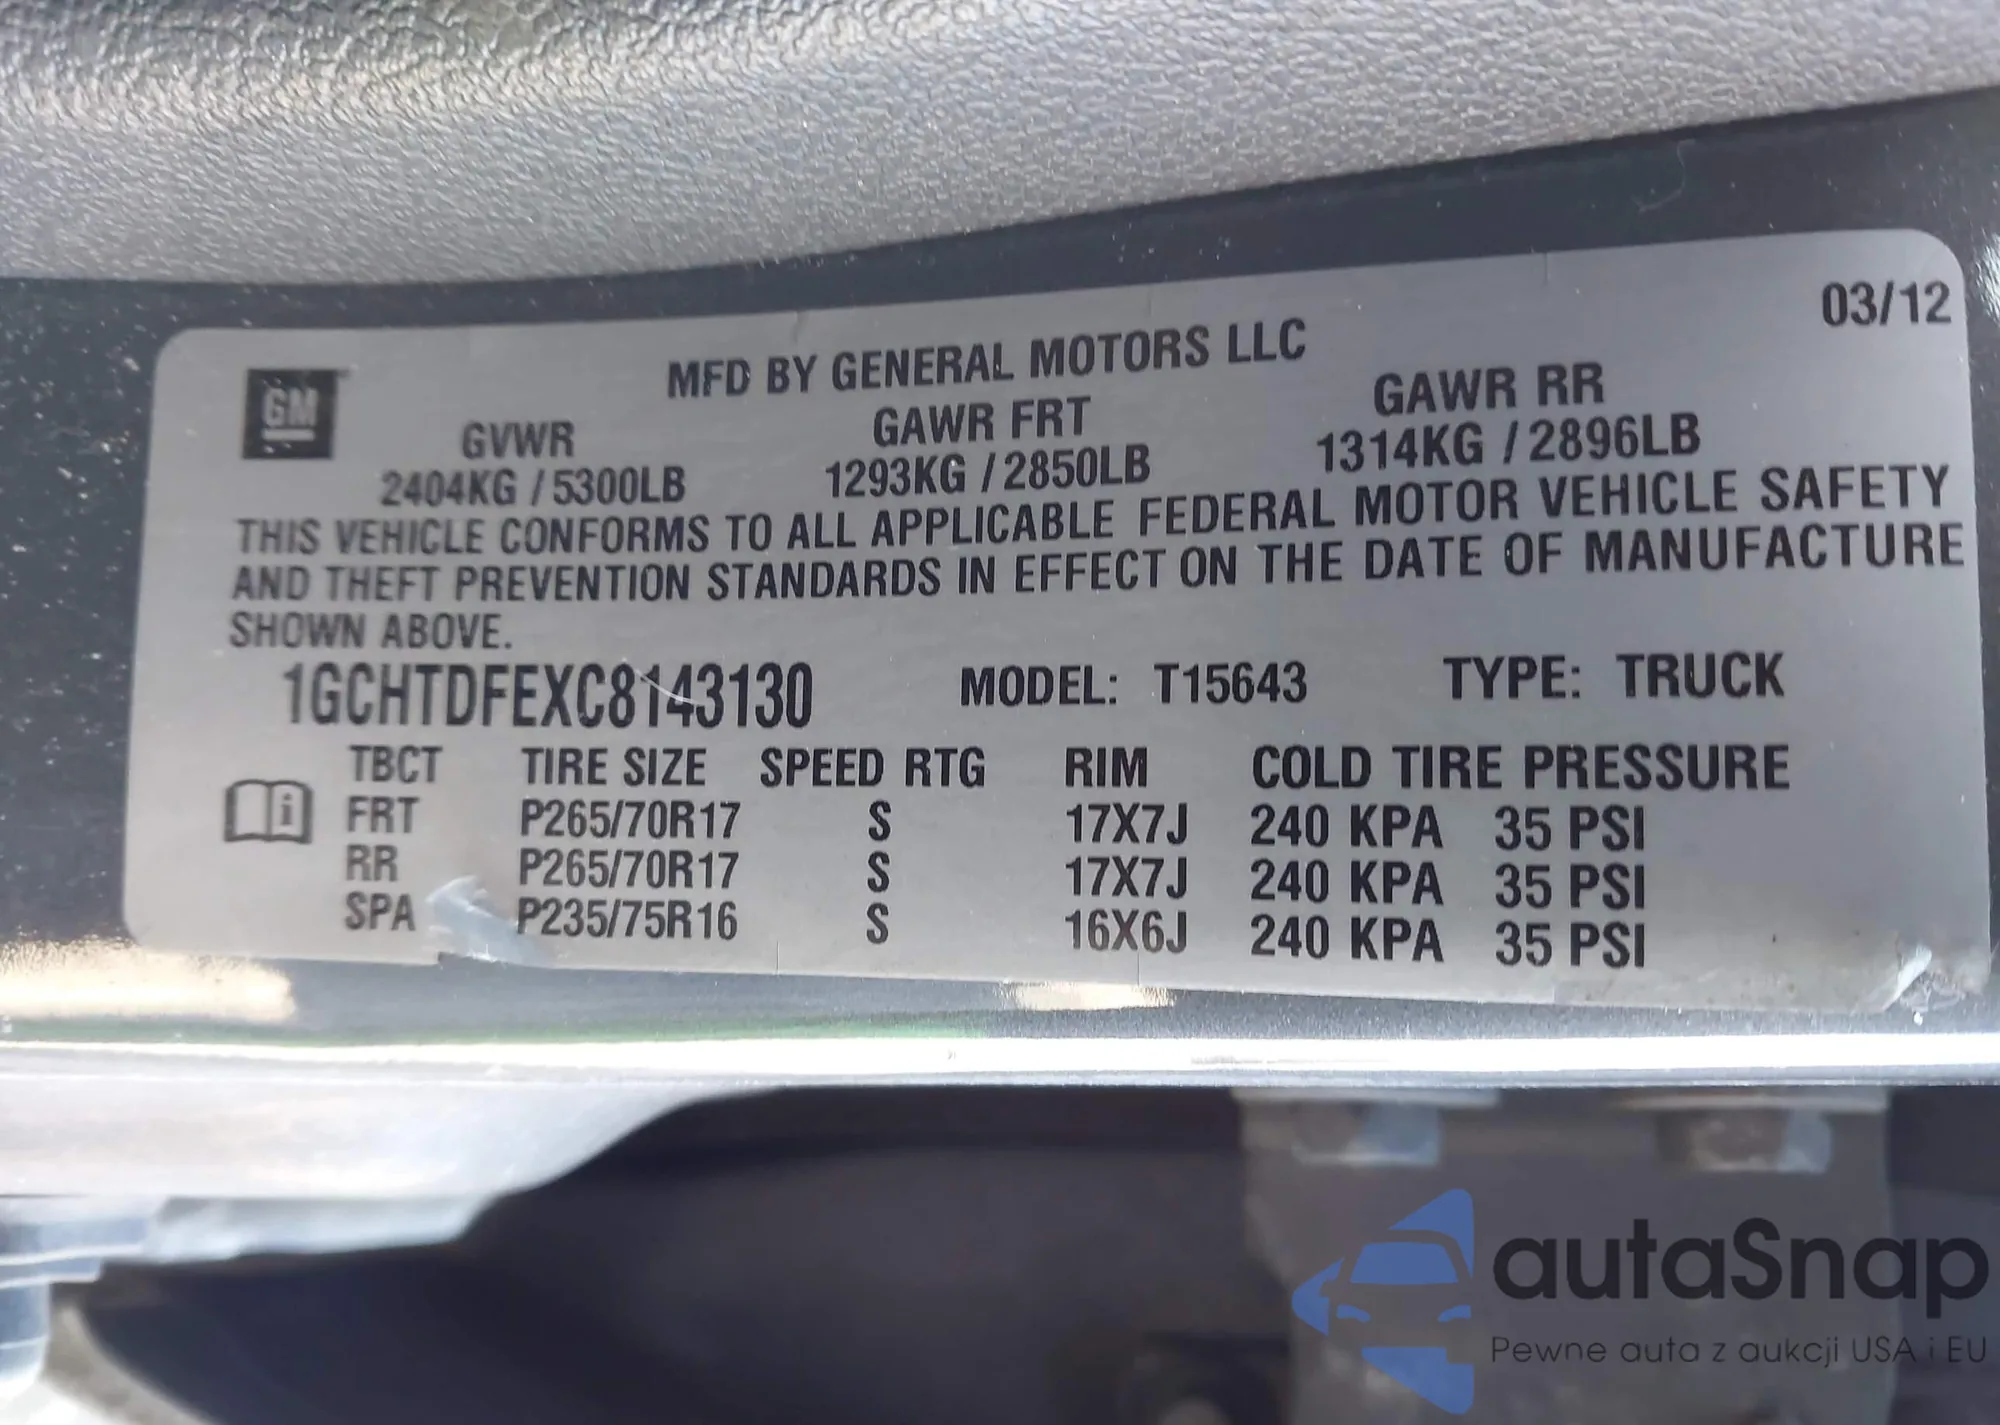 03/12
MFD BY GENERAL MOTORS LLC
GM
GVWR GAWR FRT GAWR RR
2404KG / 5300LB 1293KG / 2850LB 1314KG / 2896LB
THIS VEHICLE CONFORMS TO ALL APPLICABLE FEDERAL MOTOR VEHICLE SAFETY
AND THEFT PREVENTION STANDARDS IN EFFECT ON THE DATE OF MANUFACTURE
SHOWN ABOVE.
1GCHTDFEXC8143130 MODEL: T15643 TYPE: TRUCK
TBCT TIRE SIZE SPEED RTG RIM COLD TIRE PRESSURE
FRT P265/70R17 S 17X7J 240 KPA 35 PSI
RR P265/70R17 S 17X7J 240 KPA 35 PSI
SPA P235/75R16 S 16X6J 240 KPA 35 PSI
autaSnap
Pewne auta z aukcji USA i EU